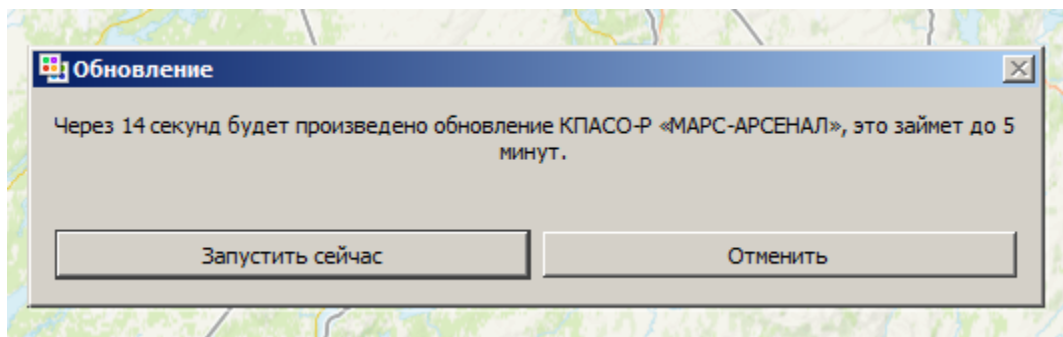 Обновление
Через 14 секунд будет произведено обновление КПАСО-Р «МАРС-АРСЕНАЛ», это займет до 5
минут.
Запустить сейчас
Отменить